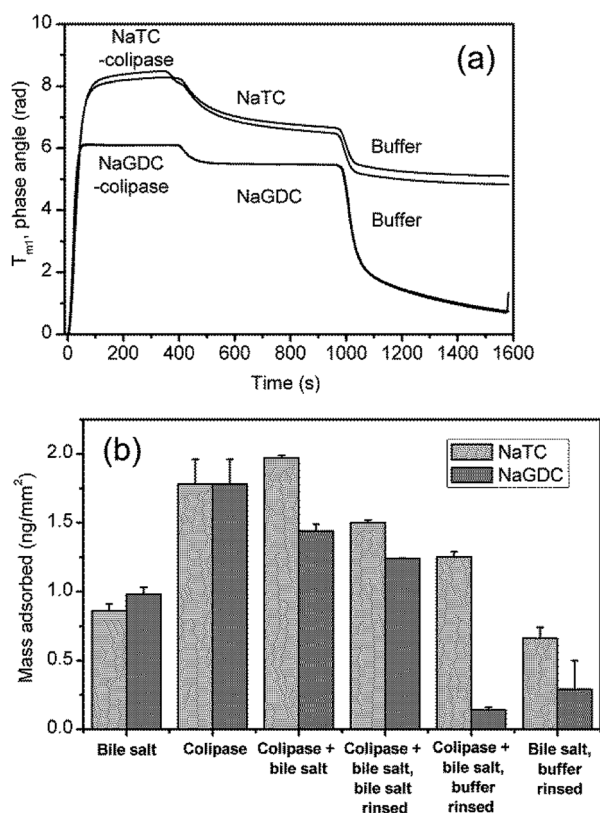 (a)
NaTC
-colipase
NaTC
Buffer
NaGDC
-colipase
NaGDC
Buffer
T_m1, phase angle (rad)
10
8
6
4
2
0
0 200 400 600 800 1000 1200 1400 1600
Time (s)
(b)
NaTC
NaGDC
Mass adsorbed (ng/mm²)
2.0
1.5
1.0
0.5
0.0
Bile salt
Colipase
Colipase +
bile salt
Colipase +
bile salt,
bile salt
rinsed
Colipase +
bile salt,
buffer
rinsed
Bile salt,
buffer
rinsed